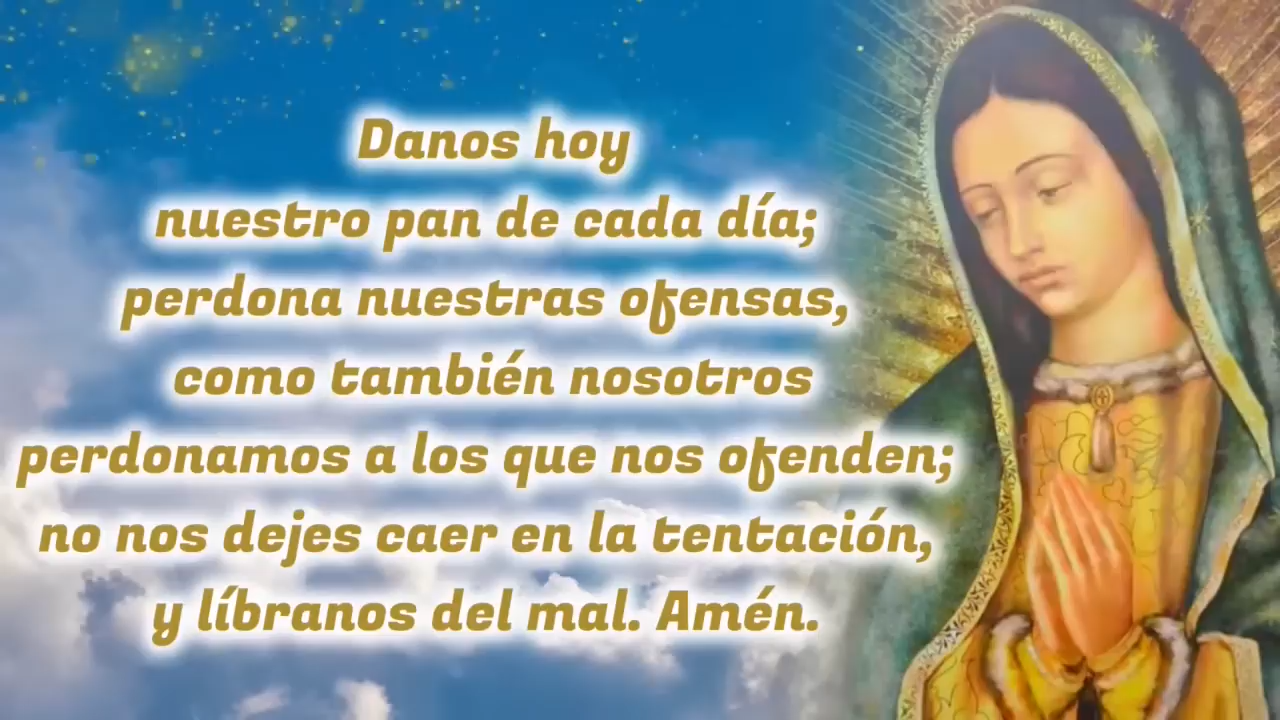 Danos hoy
nuestro pan de cada día;
perdona nuestras ofensas,
como también nosotros
perdonamos a los que nos ofenden;
no nos dejes caer en la tentación,
y líbranos del mal. Amén.